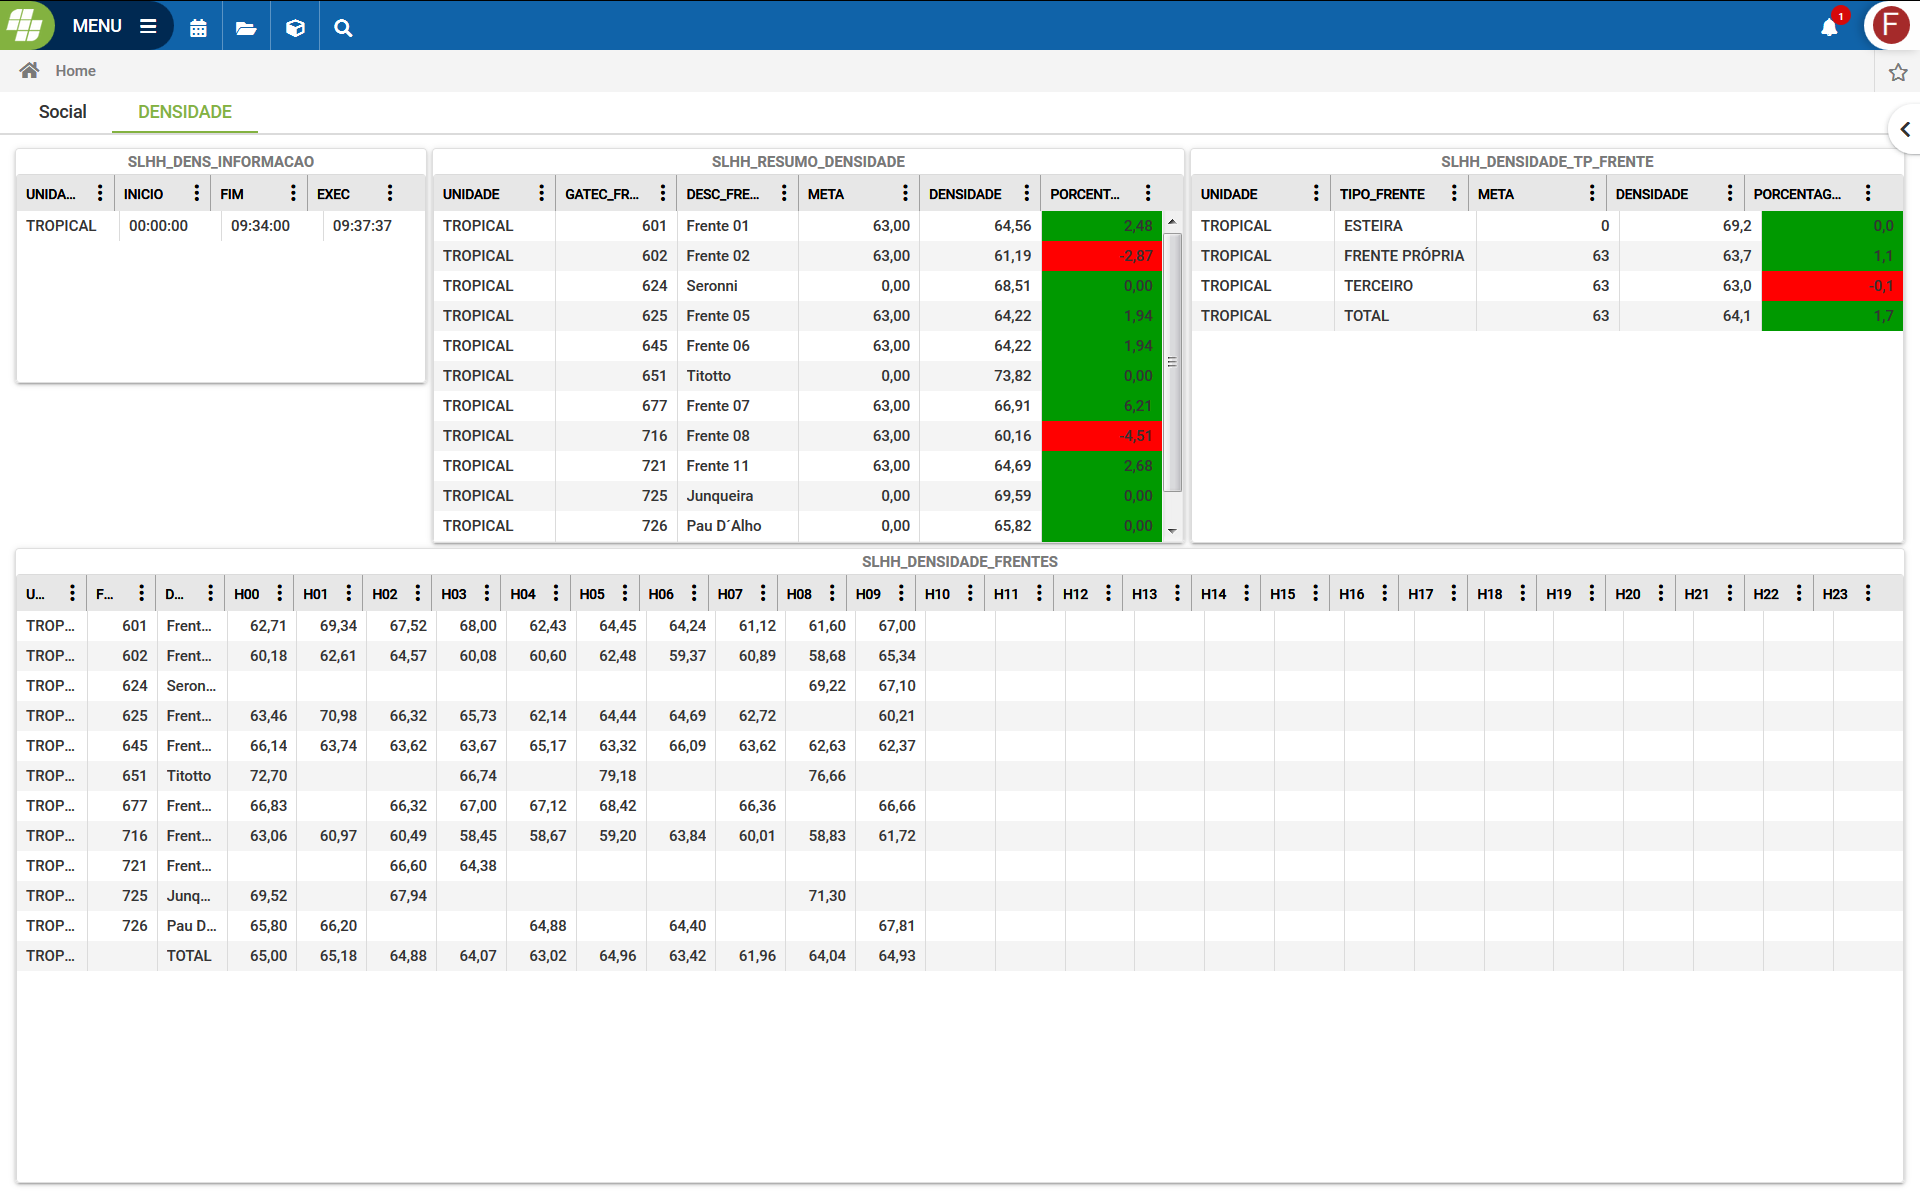 MENU
1
F
Home
Social DENSIDADE
SLHH_DENS_INFORMACAO
UNIDA... INICIO FIM EXEC
TROPICAL 00:00:00 09:34:00 09:37:37
SLHH_RESUMO_DENSIDADE
UNIDADE GATEC_FR... DESC_FRE... META DENSIDADE PORCENT...
TROPICAL 601 Frente 01 63,00 64,56 2,48
TROPICAL 602 Frente 02 63,00 61,19 -2,87
TROPICAL 624 Seronni 0,00 68,51 0,00
TROPICAL 625 Frente 05 63,00 64,22 1,94
TROPICAL 645 Frente 06 63,00 64,22 1,94
TROPICAL 651 Titotto 0,00 73,82 0,00
TROPICAL 677 Frente 07 63,00 66,91 6,21
TROPICAL 716 Frente 08 63,00 60,16 -4,51
TROPICAL 721 Frente 11 63,00 64,69 2,68
TROPICAL 725 Junqueira 0,00 69,59 0,00
TROPICAL 726 Pau D´Alho 0,00 65,82 0,00
SLHH_DENSIDADE_TP_FRENTE
UNIDADE TIPO_FRENTE META DENSIDADE PORCENTAG...
TROPICAL ESTEIRA 0 69,2 0,0
TROPICAL FRENTE PRÓPRIA 63 63,7 1,1
TROPICAL TERCEIRO 63 63,0 -0,1
TROPICAL TOTAL 63 64,1 1,7
SLHH_DENSIDADE_FRENTES
U... F... D... H00 H01 H02 H03 H04 H05 H06 H07 H08 H09 H10 H11 H12 H13 H14 H15 H16 H17 H18 H19 H20 H21 H22 H23
TROP... 601 Frent... 62,71 69,34 67,52 68,00 62,43 64,45 64,24 61,12 61,60 67,00
TROP... 602 Frent... 60,18 62,61 64,57 60,08 60,60 62,48 59,37 60,89 58,68 65,34
TROP... 624 Seron... 69,22 67,10
TROP... 625 Frent... 63,46 70,98 66,32 65,73 62,14 64,44 64,69 62,72 60,21
TROP... 645 Frent... 66,14 63,74 63,62 63,67 65,17 63,32 66,09 63,62 62,63 62,37
TROP... 651 Titotto 72,70 66,74 79,18 76,66
TROP... 677 Frent... 66,83 66,32 67,00 67,12 68,42 66,36 66,66
TROP... 716 Frent... 63,06 60,97 60,49 58,45 58,67 59,20 63,84 60,01 58,83 61,72
TROP... 721 Frent... 66,60 64,38
TROP... 725 Junq... 69,52 67,94 71,30
TROP... 726 Pau D... 65,80 66,20 64,88 64,40 67,81
TROP... TOTAL 65,00 65,18 64,88 64,07 63,02 64,96 63,42 61,96 64,04 64,93